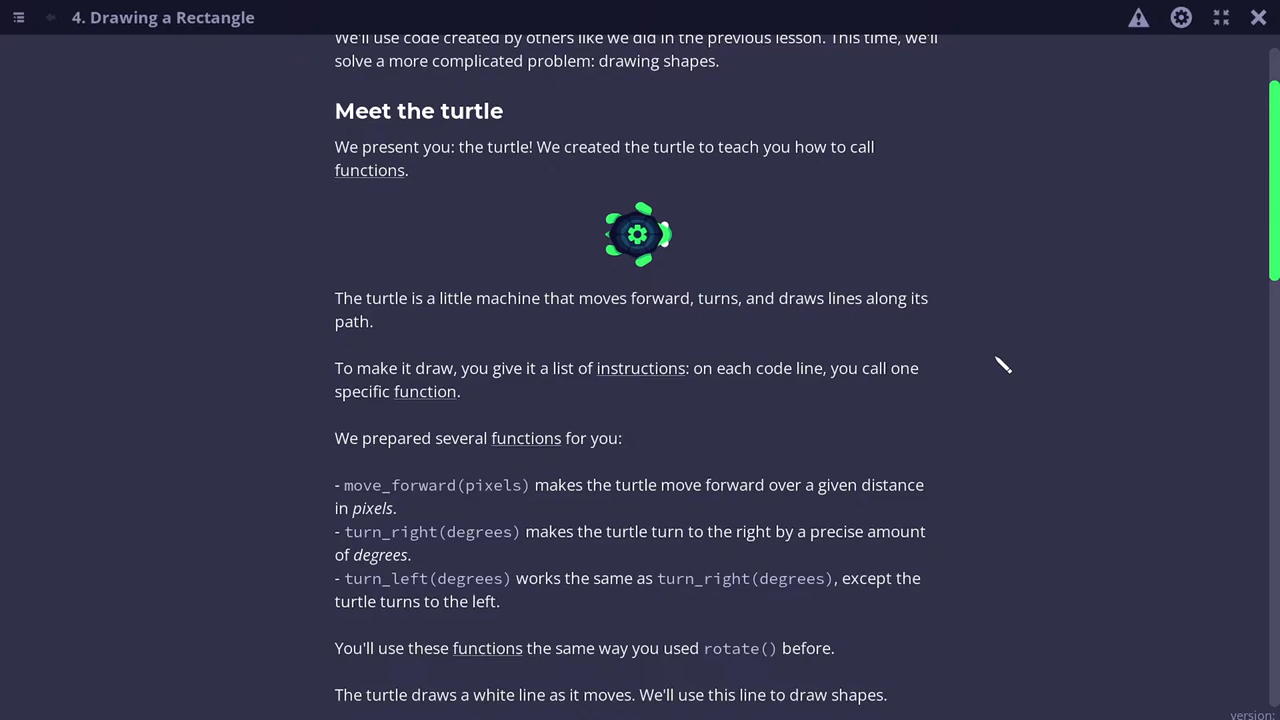 4. Drawing a Rectangle
We'll use code created by others like we did in the previous lesson. This time, we'll
solve a more complicated problem: drawing shapes.
Meet the turtle
We present you: the turtle! We created the turtle to teach you how to call
functions.
The turtle is a little machine that moves forward, turns, and draws lines along its
path.
To make it draw, you give it a list of instructions: on each code line, you call one
specific function.
We prepared several functions for you:
- move_forward(pixels) makes the turtle move forward over a given distance
in pixels.
- turn_right(degrees) makes the turtle turn to the right by a precise amount
of degrees.
- turn_left(degrees) works the same as turn_right(degrees), except the
turtle turns to the left.
You'll use these functions the same way you used rotate() before.
The turtle draws a white line as it moves. We'll use this line to draw shapes.
version: